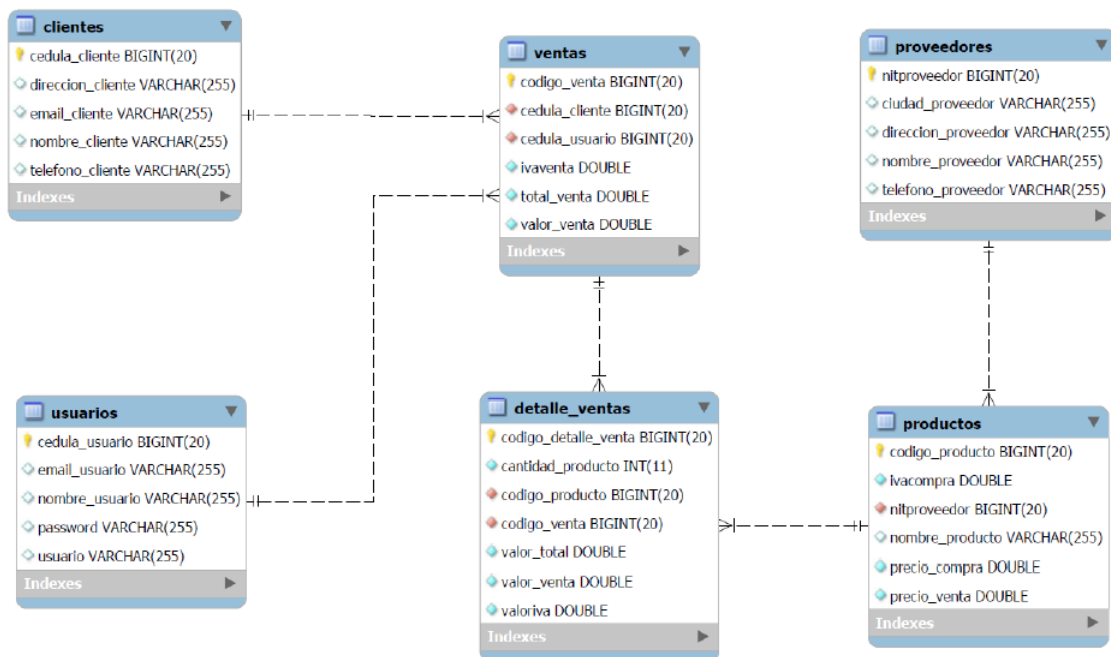 clientes
cedula_cliente BIGINT(20)
direccion_cliente VARCHAR(255)
email_cliente VARCHAR(255)
nombre_cliente VARCHAR(255)
telefono_cliente VARCHAR(255)
Indexes
ventas
codigo_venta BIGINT(20)
cedula_cliente BIGINT(20)
cedula_usuario BIGINT(20)
ivaventa DOUBLE
total_venta DOUBLE
valor_venta DOUBLE
Indexes
proveedores
nitproveedor BIGINT(20)
ciudad_proveedor VARCHAR(255)
direccion_proveedor VARCHAR(255)
nombre_proveedor VARCHAR(255)
telefono_proveedor VARCHAR(255)
Indexes
usuarios
cedula_usuario BIGINT(20)
email_usuario VARCHAR(255)
nombre_usuario VARCHAR(255)
password VARCHAR(255)
usuario VARCHAR(255)
Indexes
detalle_ventas
codigo_detalle_venta BIGINT(20)
cantidad_producto INT(11)
codigo_producto BIGINT(20)
codigo_venta BIGINT(20)
valor_total DOUBLE
valor_venta DOUBLE
valoriva DOUBLE
Indexes
productos
codigo_producto BIGINT(20)
ivacompra DOUBLE
nitproveedor BIGINT(20)
nombre_producto VARCHAR(255)
precio_compra DOUBLE
precio_venta DOUBLE
Indexes